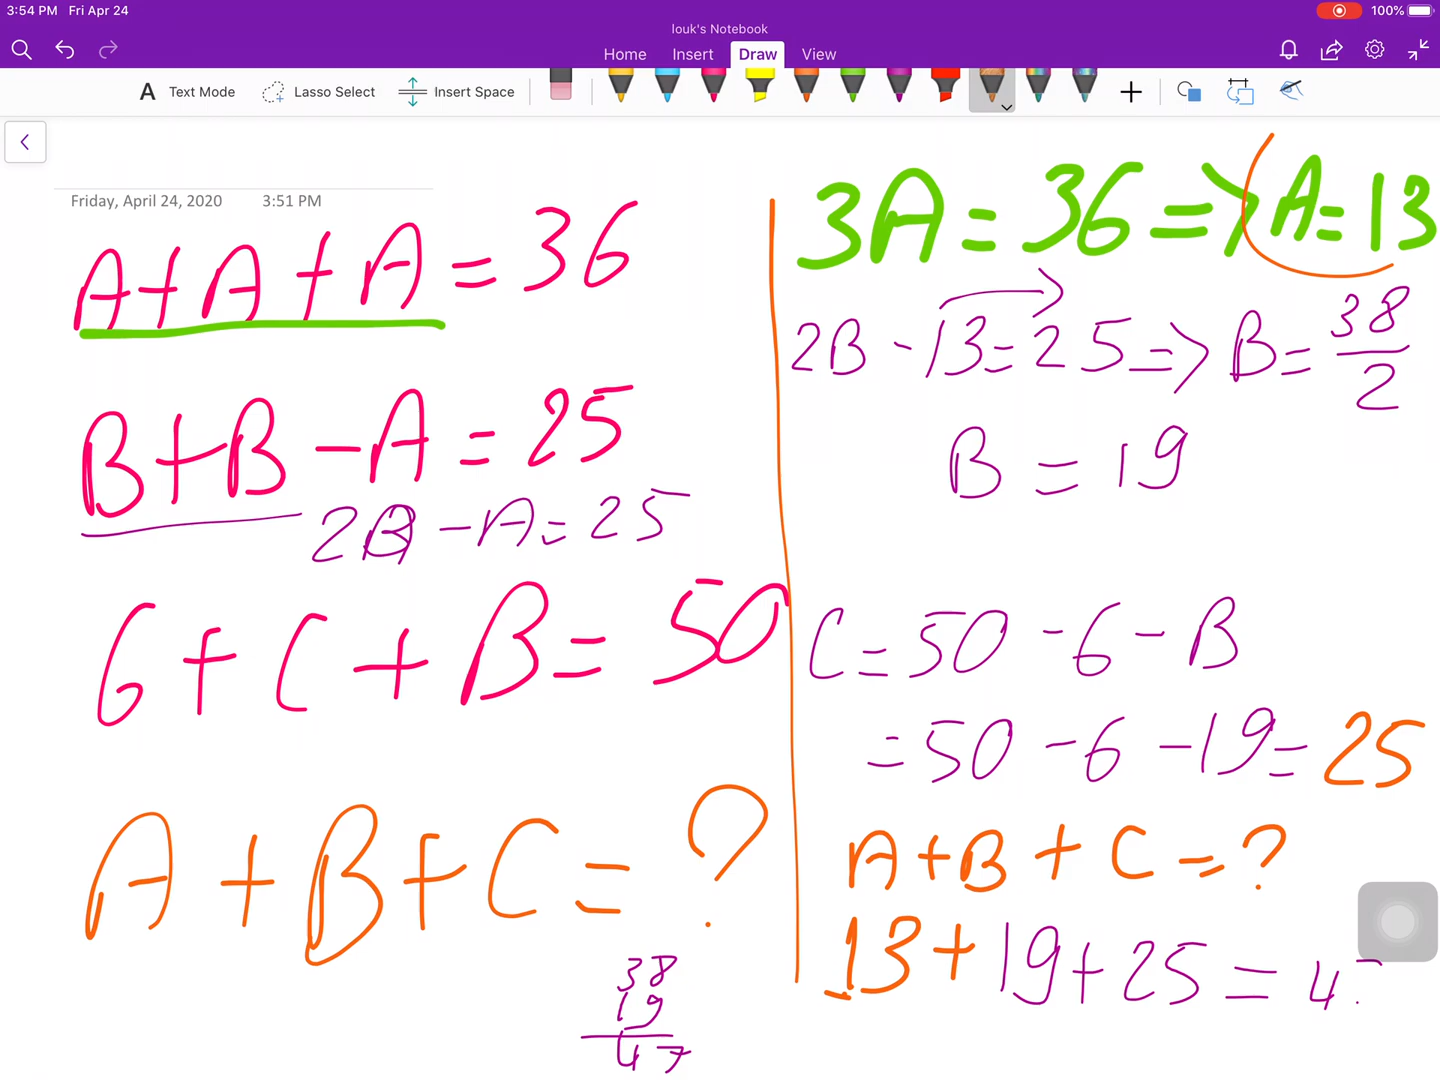 3:54 PM Fri Apr 24
100%
Iouk's Notebook
Home Insert Draw View
A Text Mode Lasso Select Insert Space
Friday, April 24, 2020 3:51 PM
A+A+A=36
B+B-A=25
2B-A=25
6+C+B=50
A+B+C=?
38
19
47
3A=36=>A=13
2B-13=25=>B=38/2
B=19
C=50-6-B
=50-6-19=25
A+B+C=?
13+19+25=4